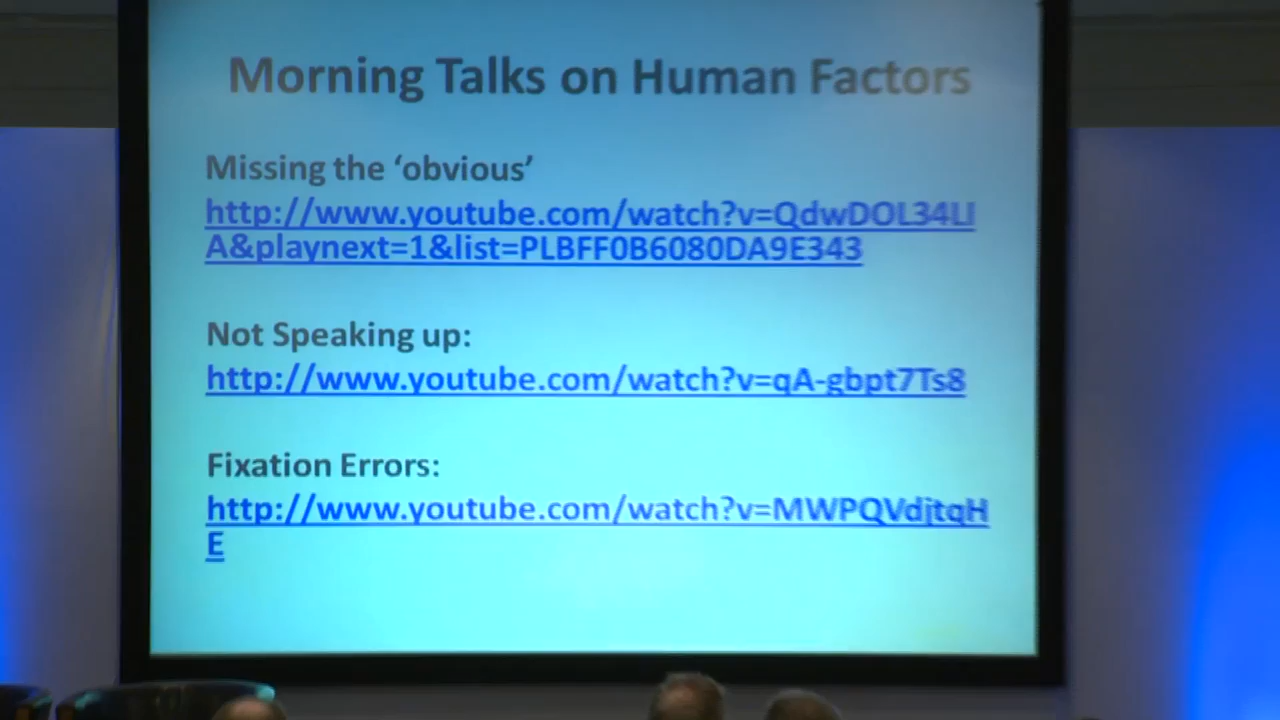 Morning Talks on Human Factors
Missing the ‘obvious’
http://www.youtube.com/watch?v=QdwDOL34LI
A&playnext=1&list=PLBFF0B6080DA9E343
Not Speaking up:
http://www.youtube.com/watch?v=qA-gbpt7Ts8
Fixation Errors:
http://www.youtube.com/watch?v=MWPQVdjtqH
E